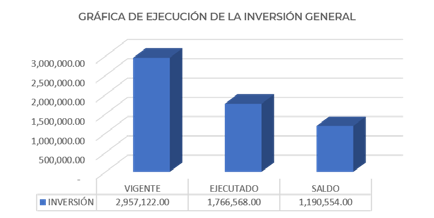 GRÁFICA DE EJECUCIÓN DE LA INVERSIÓN GENERAL
3,000,000.00
2,500,000.00
2,000,000.00
1,500,000.00
1,000,000.00
500,000.00
-
VIGENTE EJECUTADO SALDO
INVERSIÓN 2,957,122.00 1,766,568.00 1,190,554.00